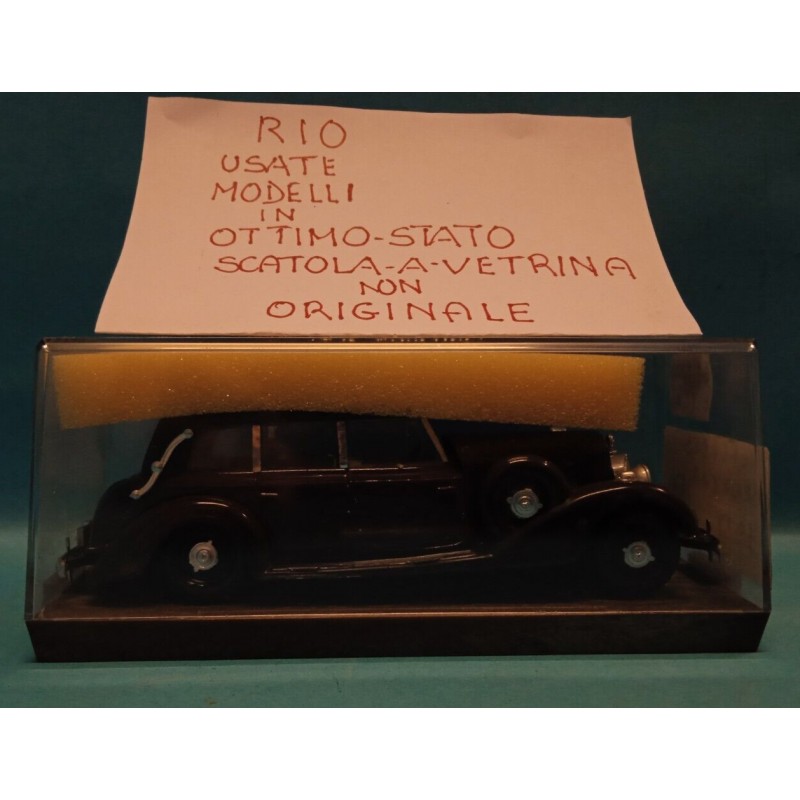 RIO
USATE
MODELLI
IN
OTTIMO-STATO
SCATOLA-A-VETRINA
NON
ORIGINALE